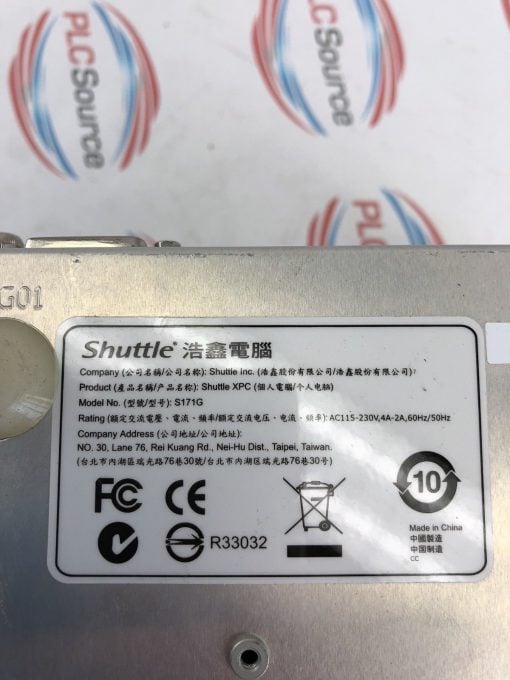 PLCSource
PLCSource
PLCSource
PLCSource
G01
Shuttle® 浩鑫電腦
Company (公司名稱/公司名称): Shuttle Inc. (浩鑫股份有限公司/浩鑫股份有限公司)
Product (產品名稱/产品名称): Shuttle XPC (個人電腦/个人电脑)
Model No. (型號/型号): S171G
Rating (額定交流電壓、電流、頻率/额定交流电压、电流、频率): AC115-230V,4A-2A,60Hz/50Hz
Company Address (公司地址/公司地址):
NO. 30, Lane 76, Rei Kuang Rd., Nei-Hu Dist., Taipei, Taiwan.
(台北市內湖區瑞光路76巷30號/台北市内湖区瑞光路76巷30号)
FC CE 10
R33032
Made in China
中國製造
中国制造
CC